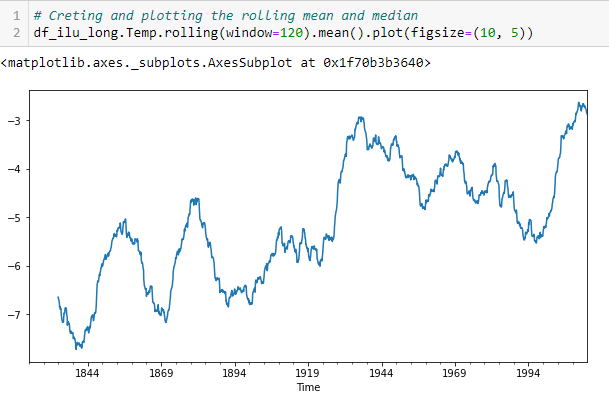 1 # Creting and plotting the rolling mean and median
2 df_ilu_long.Temp.rolling(window=120).mean().plot(figsize=(10, 5))
<matplotlib.axes._subplots.AxesSubplot at 0x1f70b3b3640>
−3
−4
−5
−6
−7
1844 1869 1894 1919 1944 1969 1994
Time